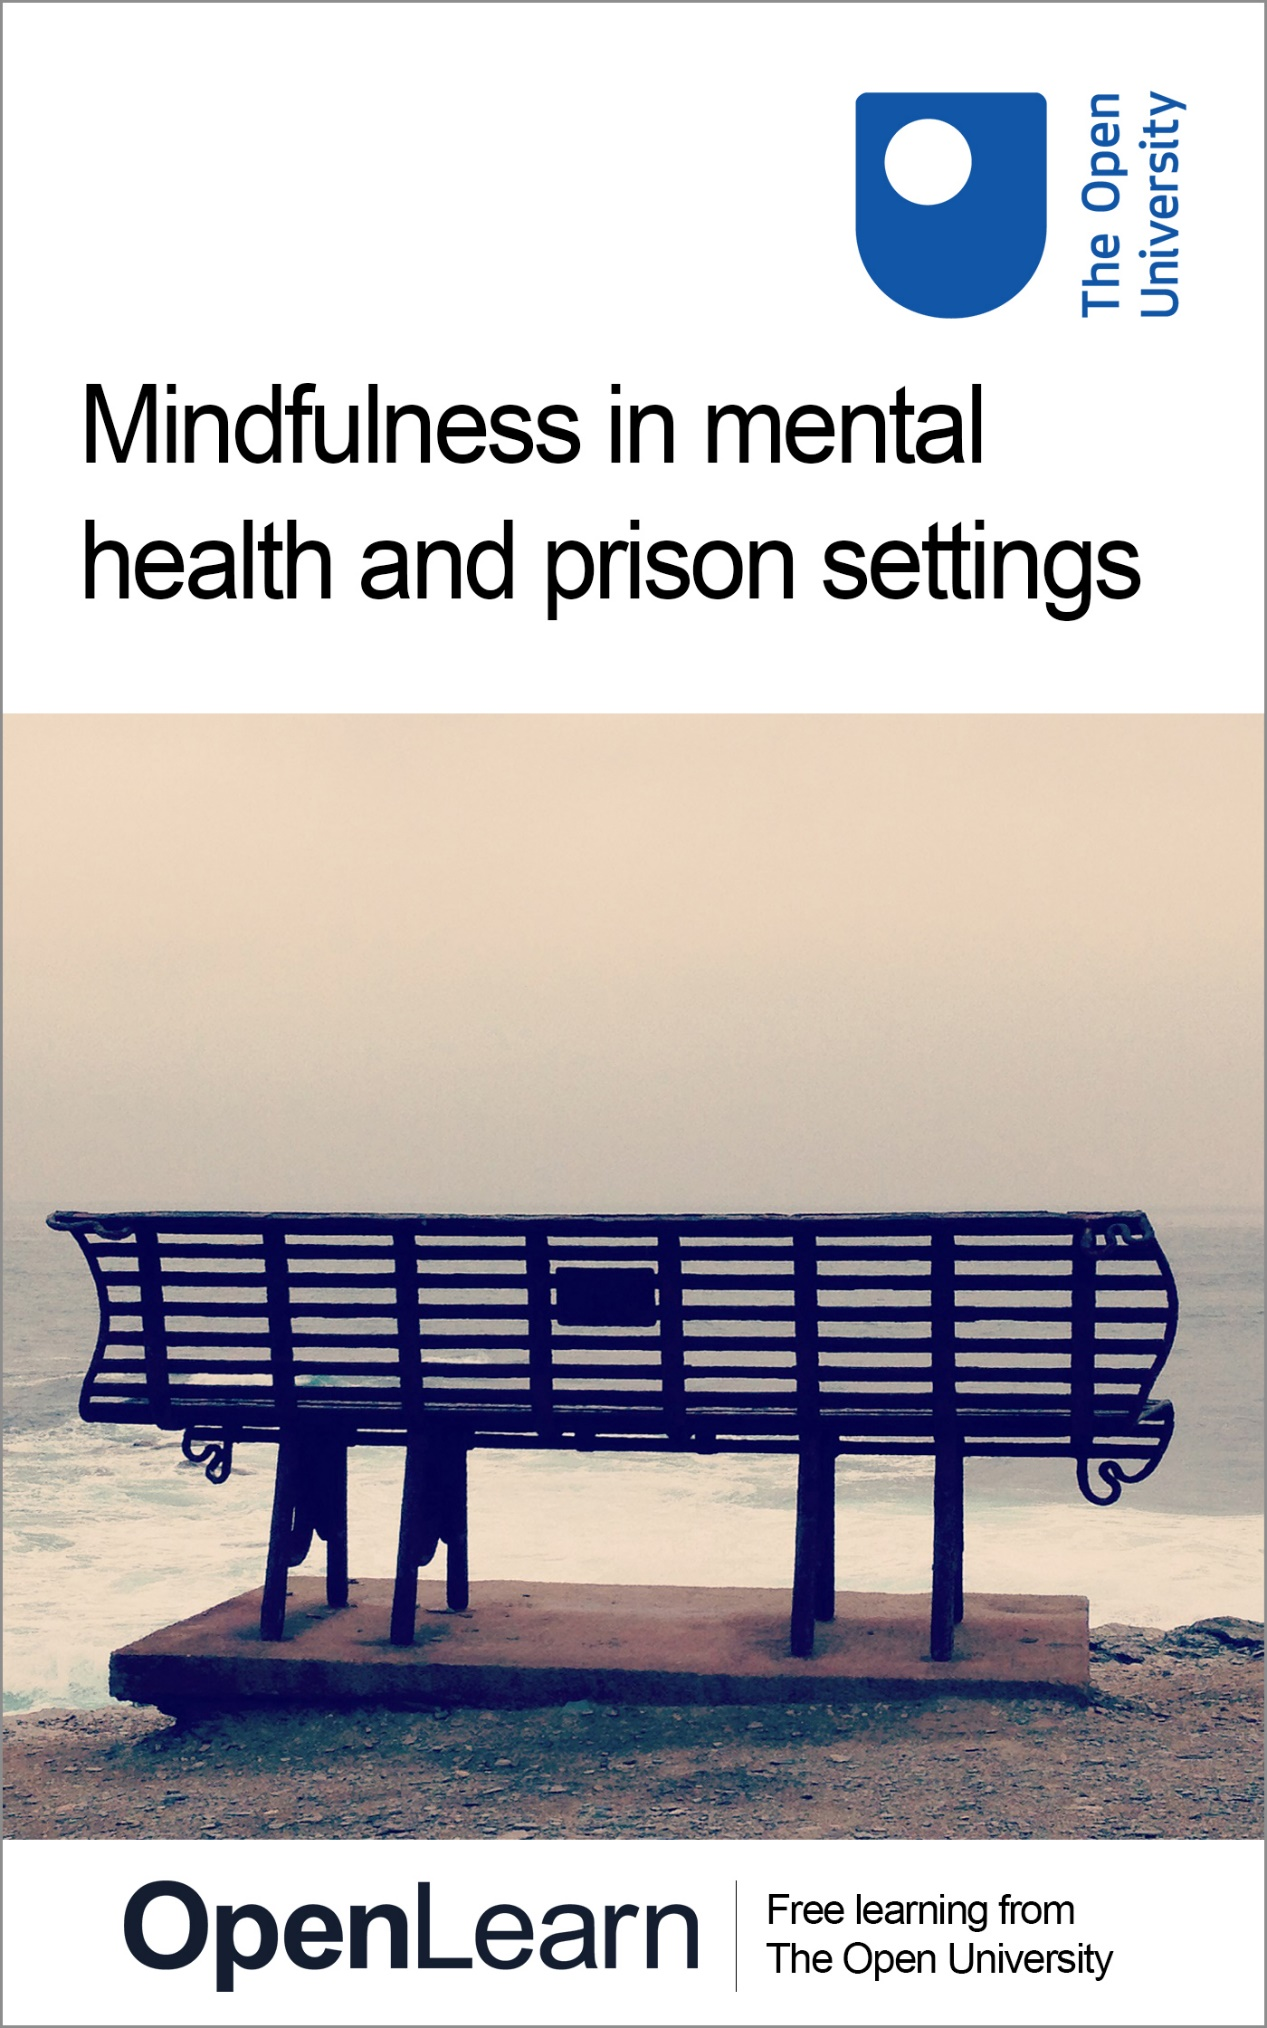 The Open
University
Mindfulness in mental
health and prison settings
OpenLearn
Free learning from
The Open University